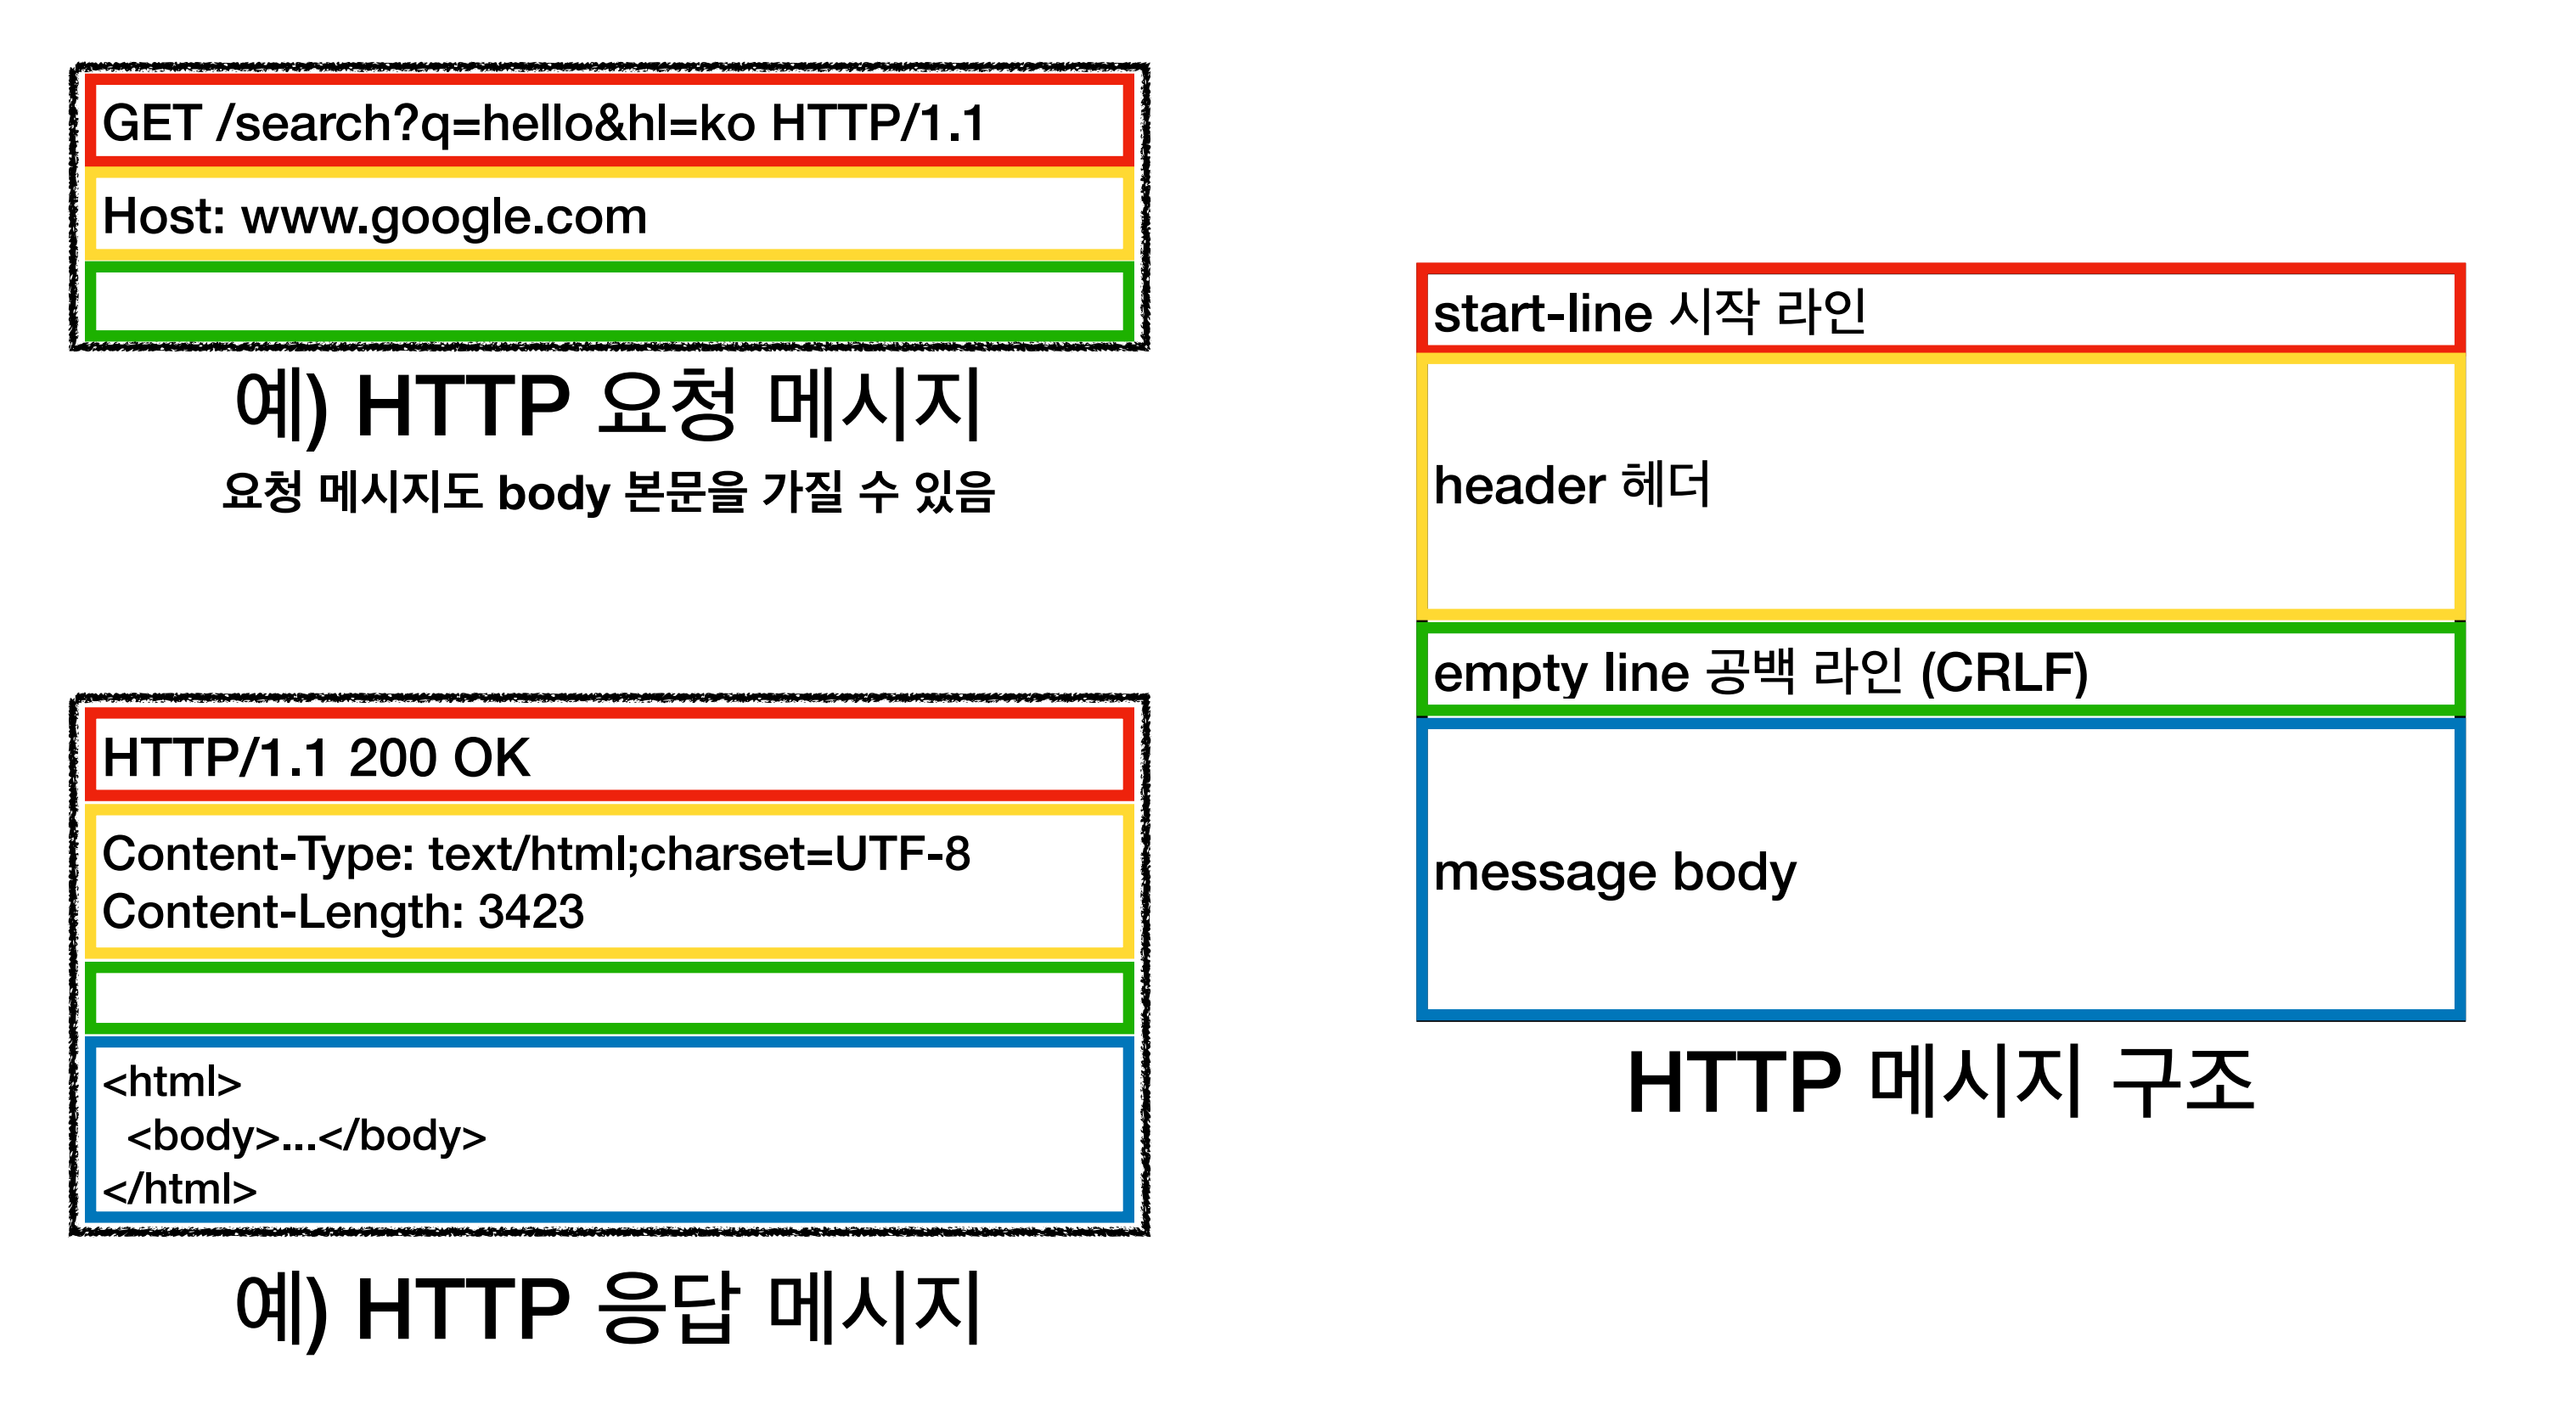 GET /search?q=hello&hl=ko HTTP/1.1
Host: www.google.com
예) HTTP 요청 메시지
요청 메시지도 body 본문을 가질 수 있음
HTTP/1.1 200 OK
Content-Type: text/html;charset=UTF-8
Content-Length: 3423
<html>
<body>...</body>
</html>
예) HTTP 응답 메시지
start-line 시작 라인
header 헤더
empty line 공백 라인 (CRLF)
message body
HTTP 메시지 구조